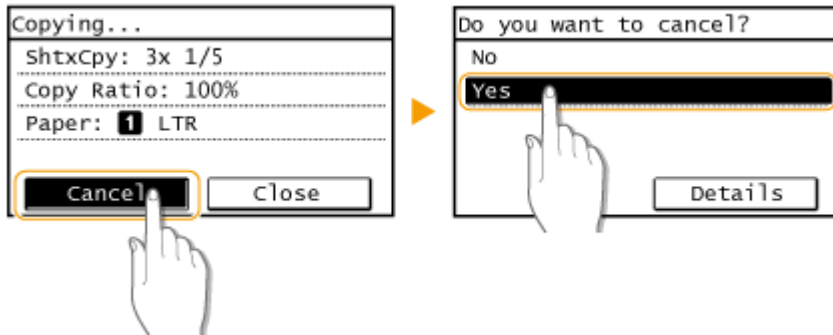 Copying...
ShtxCpy: 3x 1/5
Copy Ratio: 100%
Paper: 1 LTR
Cancel
Close
Do you want to cancel?
No
Yes
Details